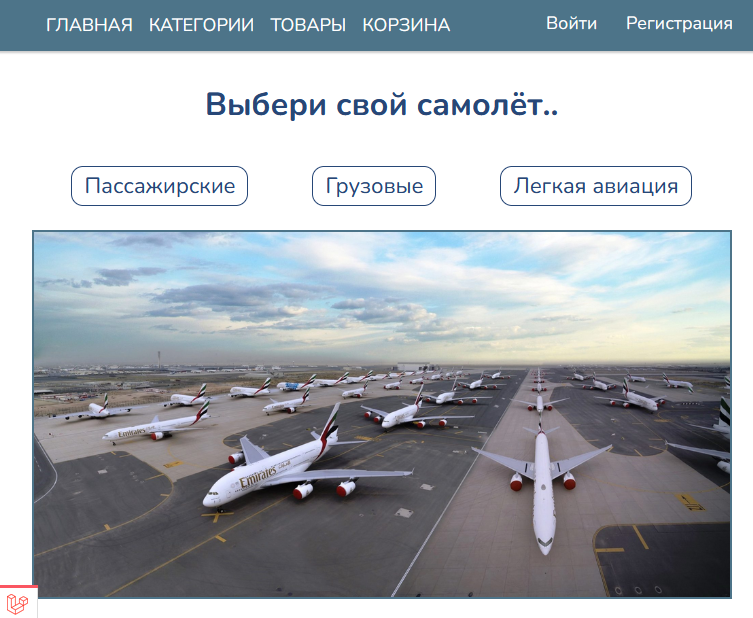 ГЛАВНАЯ КАТЕГОРИИ ТОВАРЫ КОРЗИНА Войти Регистрация
Выбери свой самолёт..
Пассажирские Грузовые Легкая авиация
Emirates
Emirates